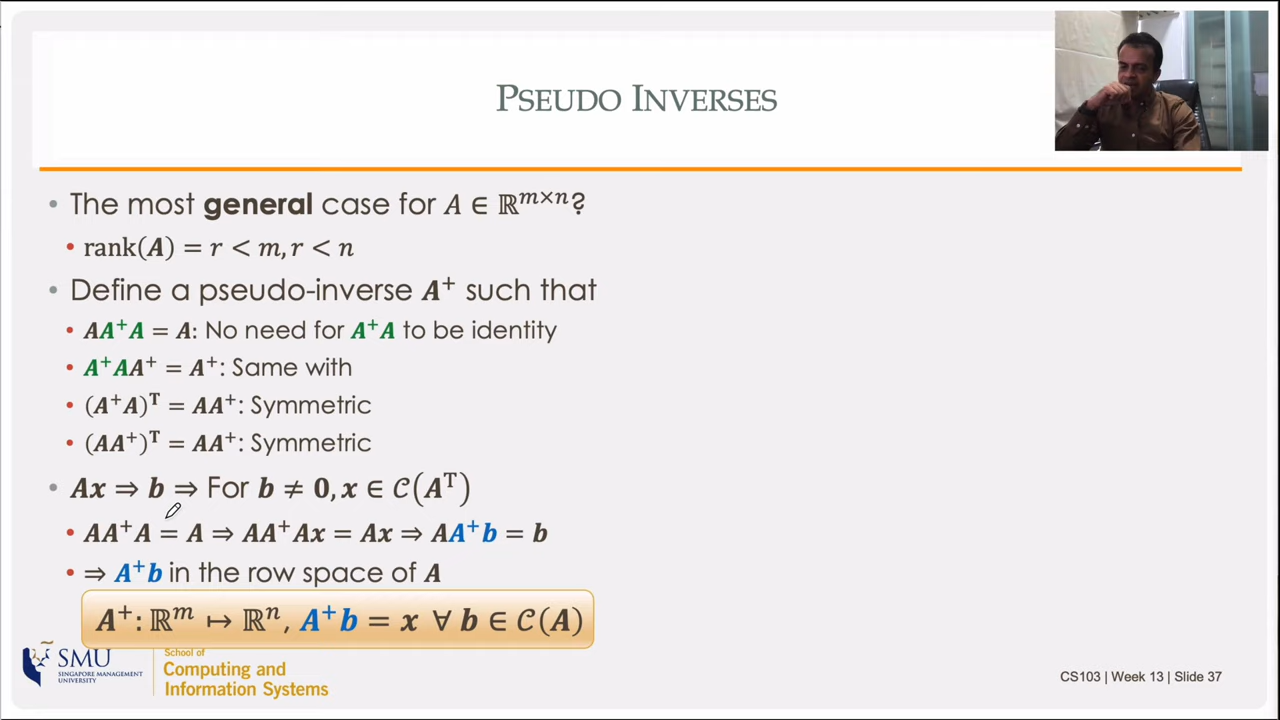 PSEUDO INVERSES
• The most general case for A ∈ ℝᵐˣⁿ?
• rank(A) = r < m, r < n
• Define a pseudo-inverse A⁺ such that
• AA⁺A = A: No need for A⁺A to be identity
• A⁺AA⁺ = A⁺: Same with
• (A⁺A)ᵀ = AA⁺: Symmetric
• (AA⁺)ᵀ = AA⁺: Symmetric
• Ax ⇒ b ⇒ For b ≠ 0, x ∈ 𝒞(Aᵀ)
• AA⁺A = A ⇒ AA⁺Ax = Ax ⇒ AA⁺b = b
• ⇒ A⁺b in the row space of A
A⁺: ℝᵐ ↦ ℝⁿ, A⁺b = x ∀ b ∈ 𝒞(A)
SMU
SINGAPORE MANAGEMENT
UNIVERSITY
School of
Computing and
Information Systems
CS103 | Week 13 | Slide 37